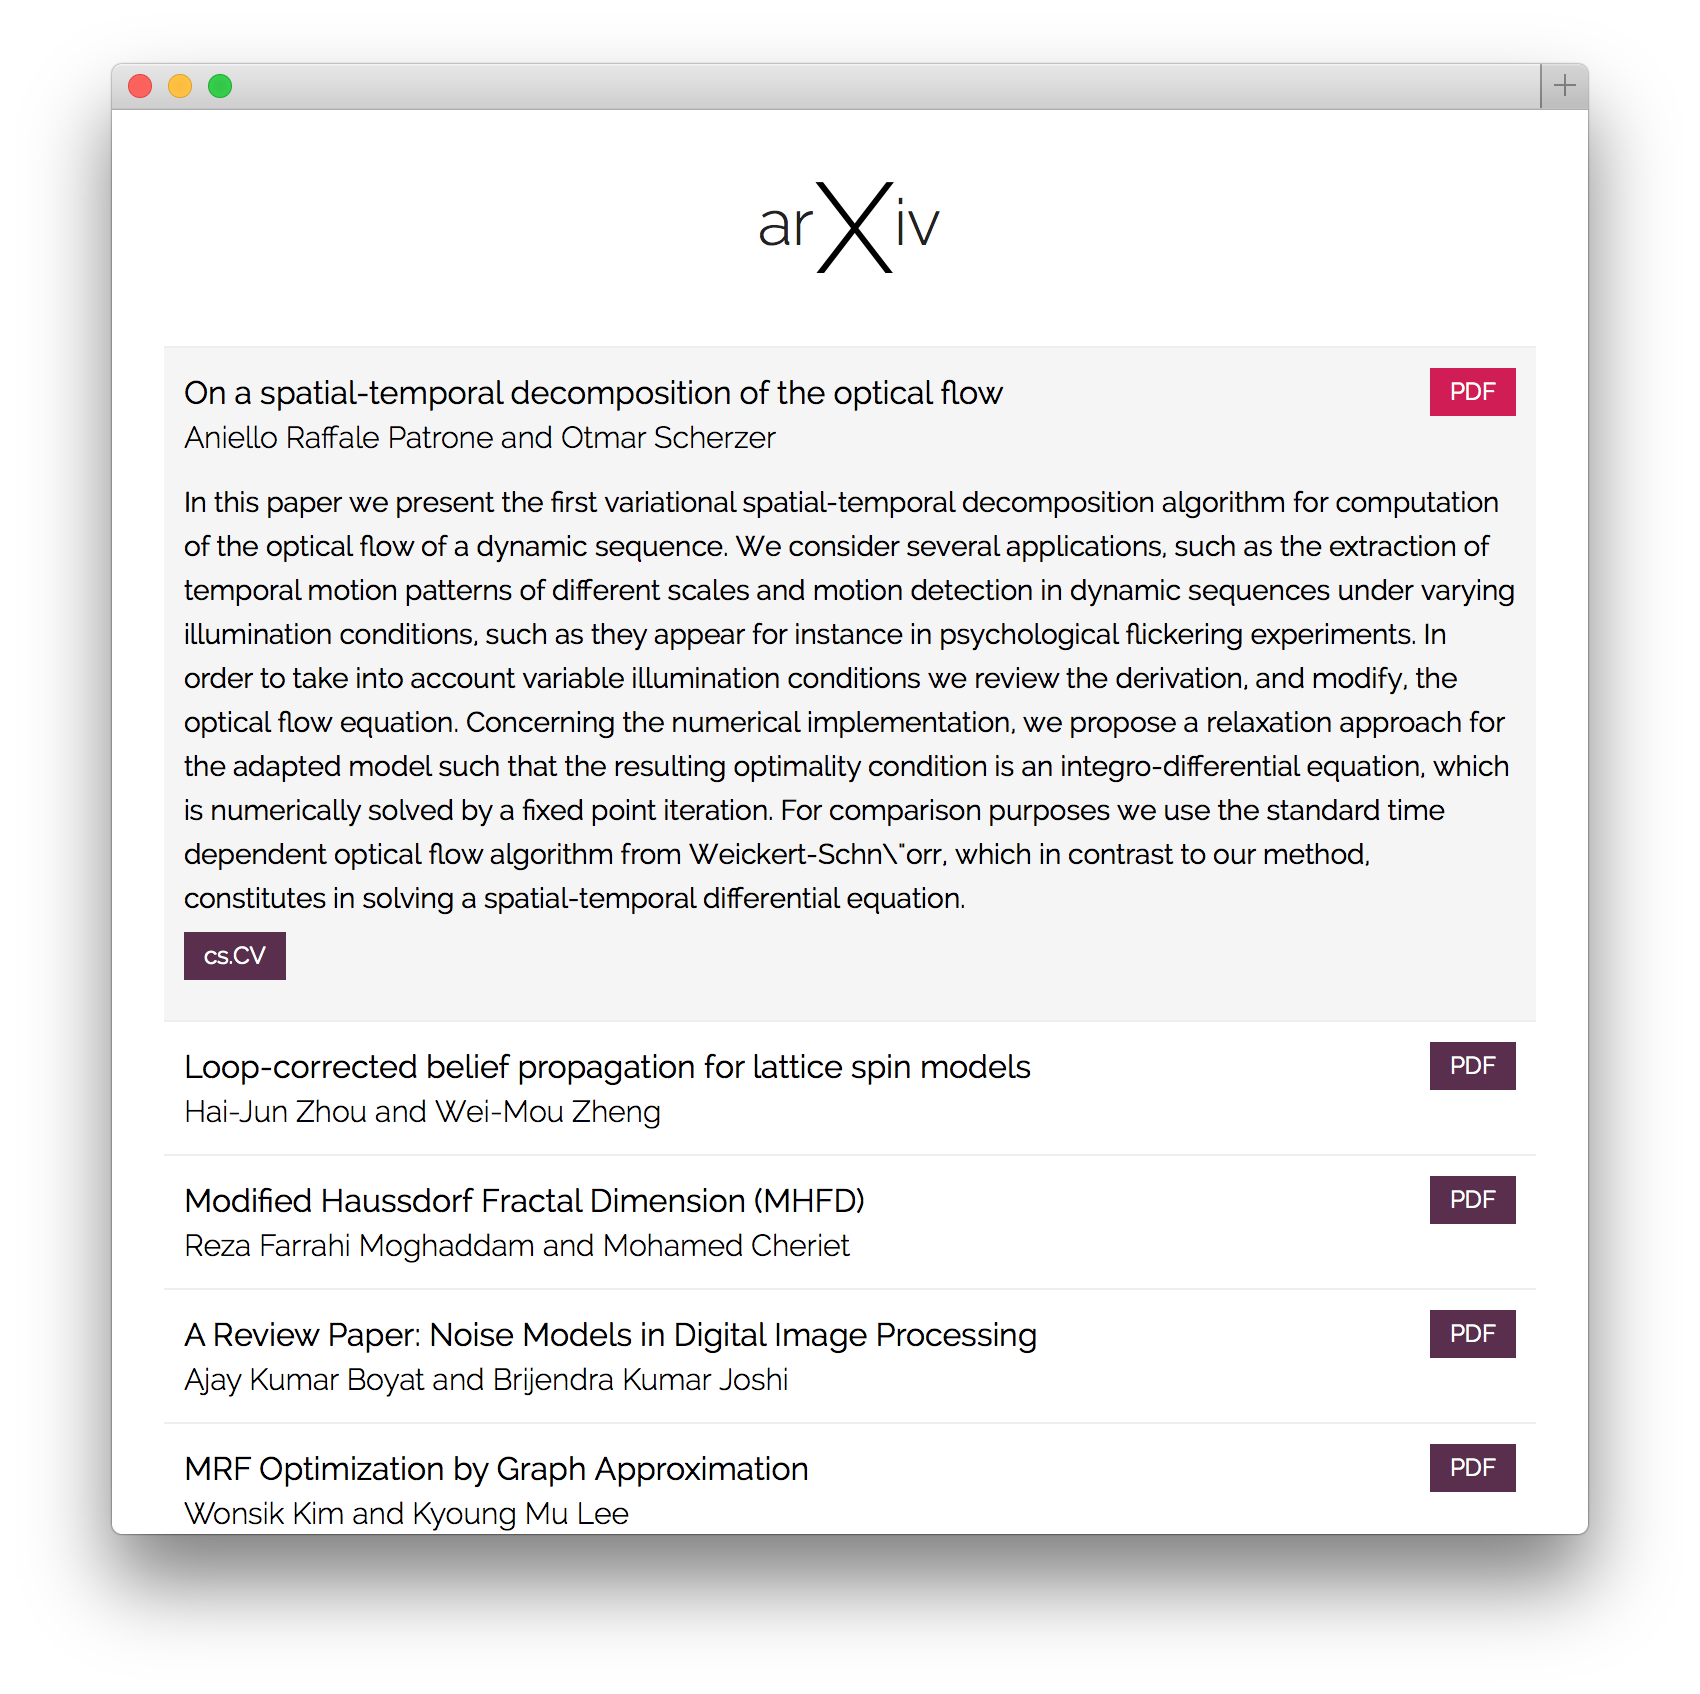 arXiv
On a spatial-temporal decomposition of the optical flow
PDF
Aniello Raffale Patrone and Otmar Scherzer
In this paper we present the first variational spatial-temporal decomposition algorithm for computation
of the optical flow of a dynamic sequence. We consider several applications, such as the extraction of
temporal motion patterns of different scales and motion detection in dynamic sequences under varying
illumination conditions, such as they appear for instance in psychological flickering experiments. In
order to take into account variable illumination conditions we review the derivation, and modify, the
optical flow equation. Concerning the numerical implementation, we propose a relaxation approach for
the adapted model such that the resulting optimality condition is an integro-differential equation, which
is numerically solved by a fixed point iteration. For comparison purposes we use the standard time
dependent optical flow algorithm from Weickert-Schn\"orr, which in contrast to our method,
constitutes in solving a spatial-temporal differential equation.
cs.CV
Loop-corrected belief propagation for lattice spin models
PDF
Hai-Jun Zhou and Wei-Mou Zheng
Modified Haussdorf Fractal Dimension (MHFD)
PDF
Reza Farrahi Moghaddam and Mohamed Cheriet
A Review Paper: Noise Models in Digital Image Processing
PDF
Ajay Kumar Boyat and Brijendra Kumar Joshi
MRF Optimization by Graph Approximation
PDF
Wonsik Kim and Kyoung Mu Lee